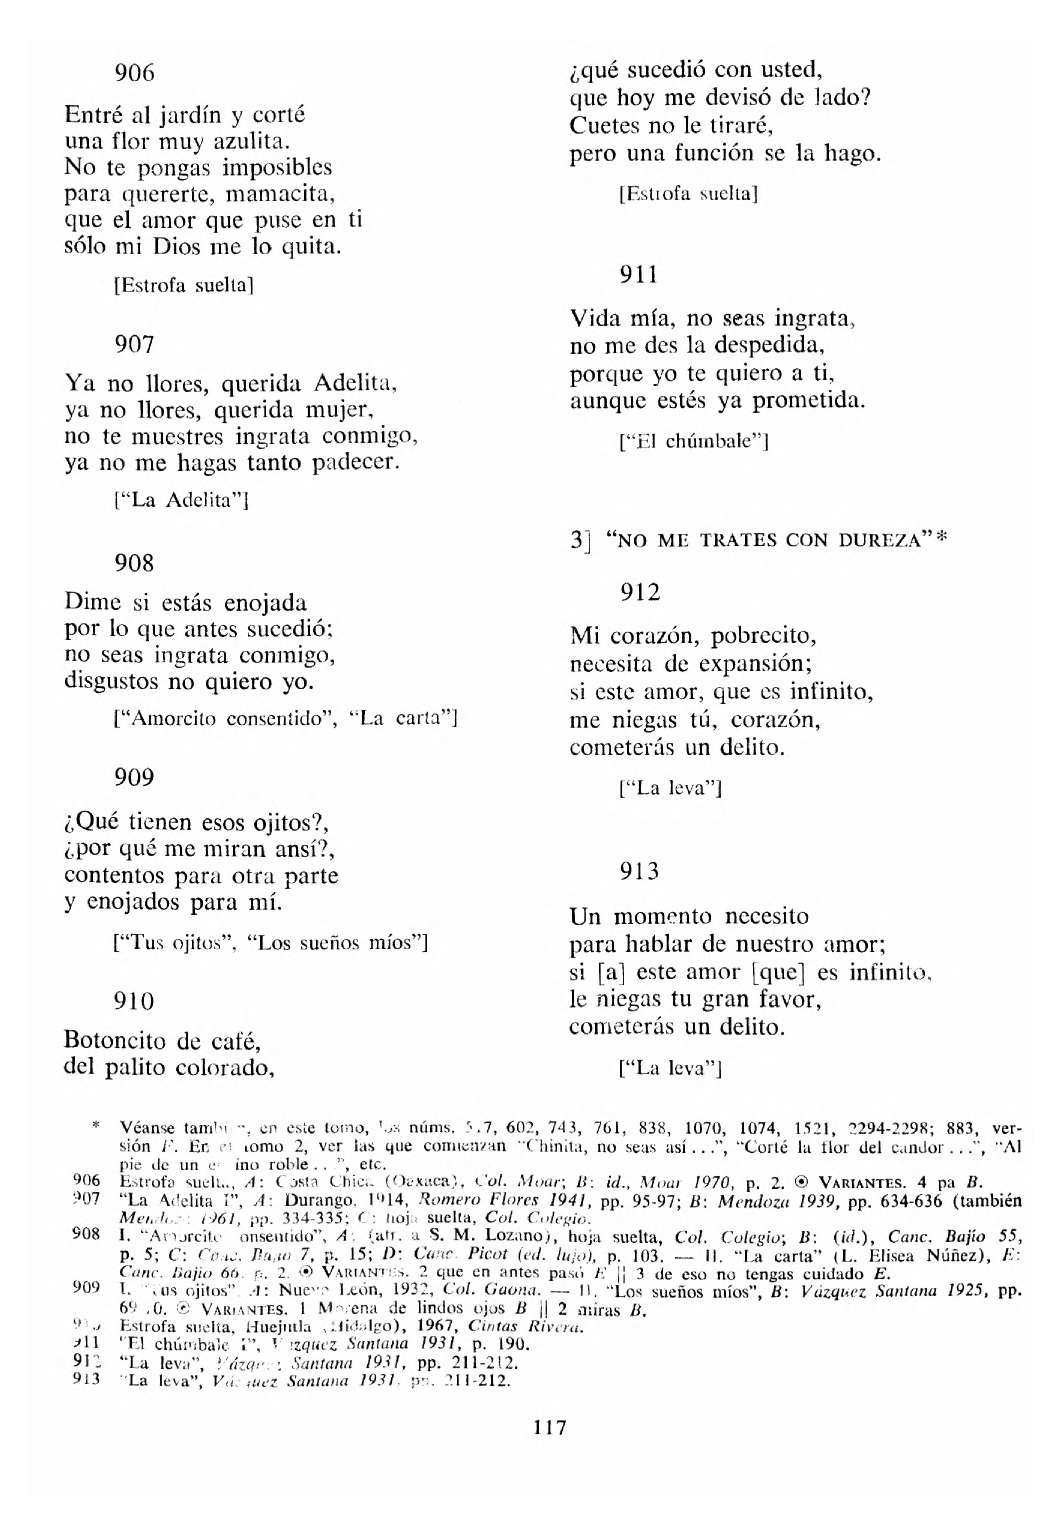 906
Entré al jardín y corté
una flor muy azulita.
No te pongas imposibles
para quererte, mamacita,
que el amor que puse en ti
sólo mi Dios me lo quita.
[Estrofa suelta]
907
Ya no llores, querida Adelita,
ya no llores, querida mujer,
no te muestres ingrata conmigo,
ya no me hagas tanto padecer.
[“La Adelita”]
908
Dime si estás enojada
por lo que antes sucedió;
no seas ingrata conmigo,
disgustos no quiero yo.
[“Amorcito consentido”, “La carta”]
909
¿Qué tienen esos ojitos?,
¿por qué me miran ansí?,
contentos para otra parte
y enojados para mí.
[“Tus ojitos”, “Los sueños míos”]
910
Botoncito de café,
del palito colorado,
¿qué sucedió con usted,
que hoy me devisó de lado?
Cuetes no le tiraré,
pero una función se la hago.
[Estrofa suelta]
911
Vida mía, no seas ingrata,
no me des la despedida,
porque yo te quiero a ti,
aunque estés ya prometida.
[“El chúmbale”]
3] “NO ME TRATES CON DUREZA”*
912
Mi corazón, pobrecito,
necesita de expansión;
si este amor, que es infinito,
me niegas tú, corazón,
cometerás un delito.
[“La leva”]
913
Un momento necesito
para hablar de nuestro amor;
si [a] este amor [que] es infinito,
le niegas tu gran favor,
cometerás un delito.
[“La leva”]
* Véanse en este tomo, los núms. 602, 743, 761, 838, 1070, 1074, 1521, 2294-2298; 883, ver-
sión F. En el tomo 2, ver las que comienzan “Chinita, no seas así...”, “Corté la flor del candor...”, “Al
pie de un roble...”, etc.
906 Estrofa suelta, A: Costa Chica (Oaxaca), Col. Moar; B: id., Moar 1970, p. 2. ⊙ VARIANTES. 4 pa B.
907 “La Adelita I”, A: Durango, 1914, Romero Flores 1941, pp. 95-97; B: Mendoza 1939, pp. 634-636 (también
Mendoza 1961, pp. 334-335; C: hoja suelta, Col. Colegio.
908 I. “Amorcito consentido”, A: (atr. a S. M. Lozano), hoja suelta, Col. Colegio; B: (id.), Canc. Bajío 55,
p. 5; C: Canc. Bajío 7, p. 15; D: Canc. Picot (ed. lujo), p. 103. — II. “La carta” (L. Elisea Núñez), E:
Canc. Bajío 66, p. 2. ⊙ VARIANTES. 2 que en antes pasó E || 3 de eso no tengas cuidado E.
909 I. “Tus ojitos” A: Nuevo León, 1932, Col. Gaona. — II. “Los sueños míos”, B: Vázquez Santana 1925, pp.
⊙ VARIANTES. 1 Morena de lindos ojos B || 2 miras B.
910 Estrofa suelta, Huejutla (Hidalgo), 1967, Cintas Rivera.
911 “El chúmbale I”, Vázquez Santana 1931, p. 190.
912 “La leva”, Vázquez Santana 1931, pp. 211-212.
913 “La leva”, Vázquez Santana 1931, pp. 211-212.
117